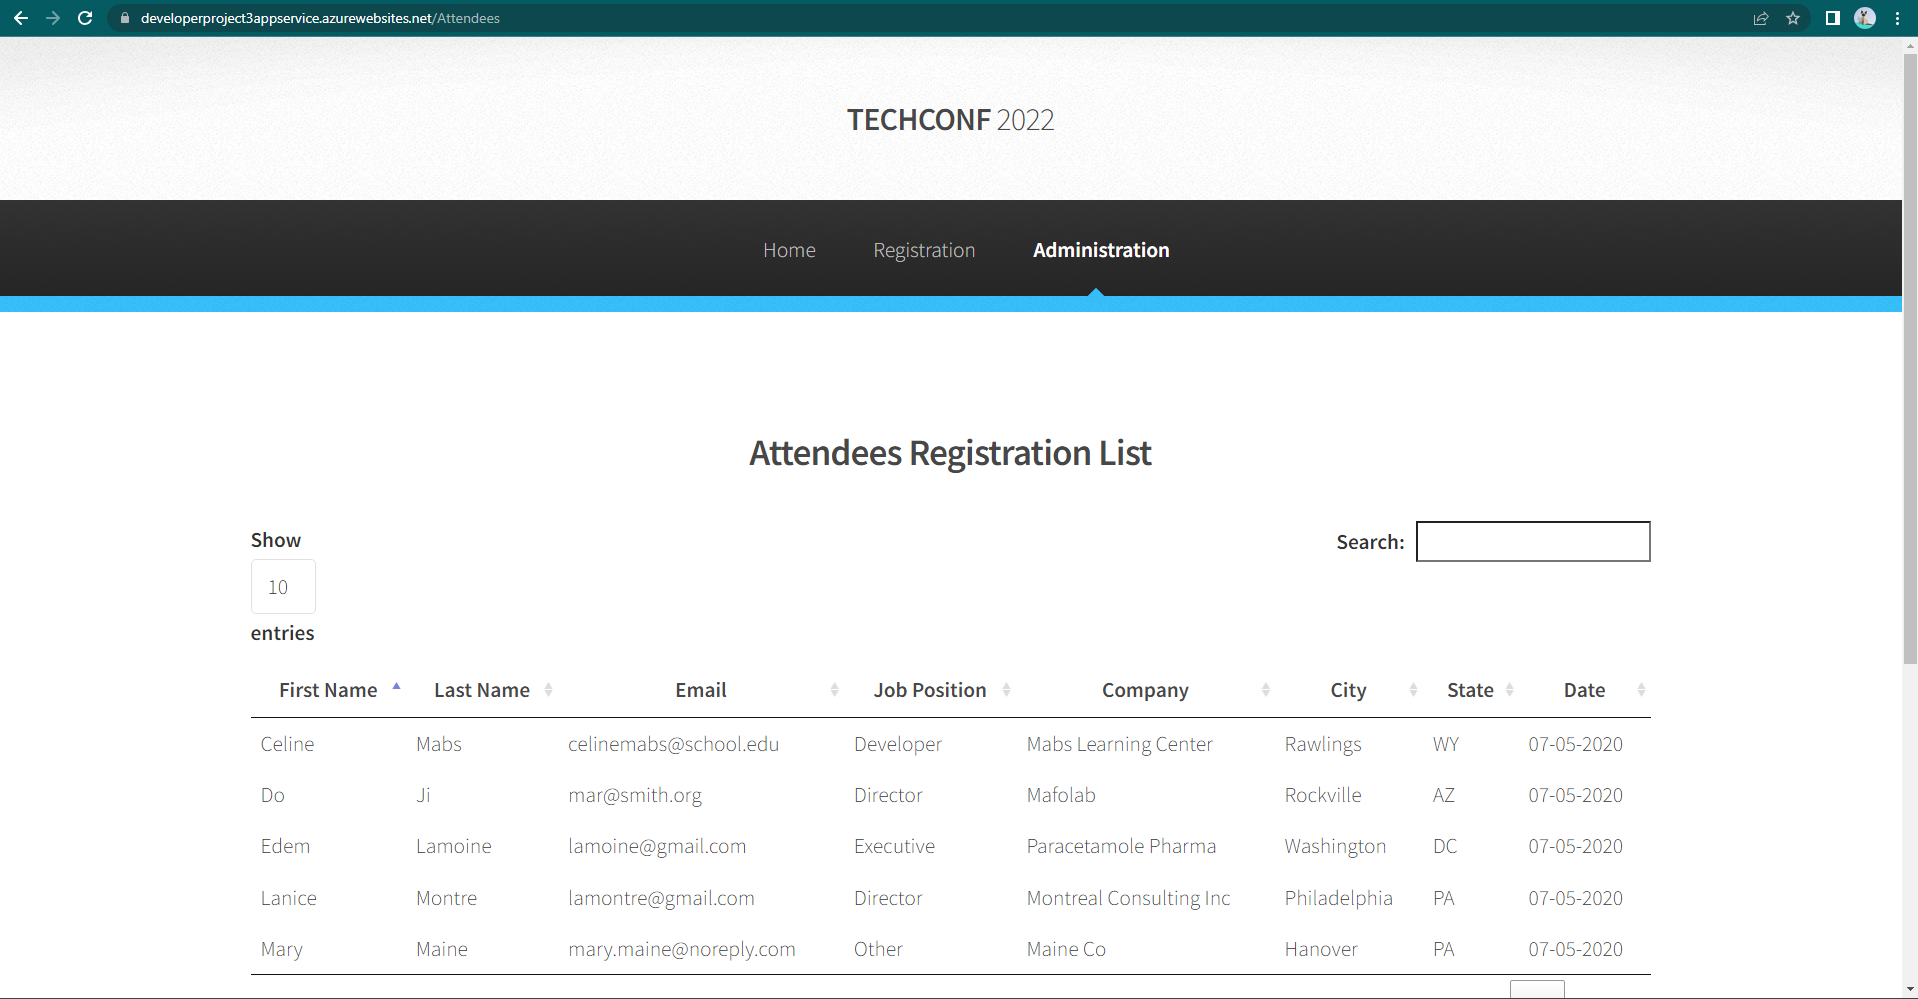 developerproject3appservice.azurewebsites.net/Attendees
TECHCONF 2022
Home Registration Administration
Attendees Registration List
Show
10
entries
Search:
First Name Last Name Email Job Position Company City State Date
Celine Mabs celinemabs@school.edu Developer Mabs Learning Center Rawlings WY 07-05-2020
Do Ji mar@smith.org Director Mafolab Rockville AZ 07-05-2020
Edem Lamoine lamoine@gmail.com Executive Paracetamole Pharma Washington DC 07-05-2020
Lanice Montre lamontre@gmail.com Director Montreal Consulting Inc Philadelphia PA 07-05-2020
Mary Maine mary.maine@noreply.com Other Maine Co Hanover PA 07-05-2020